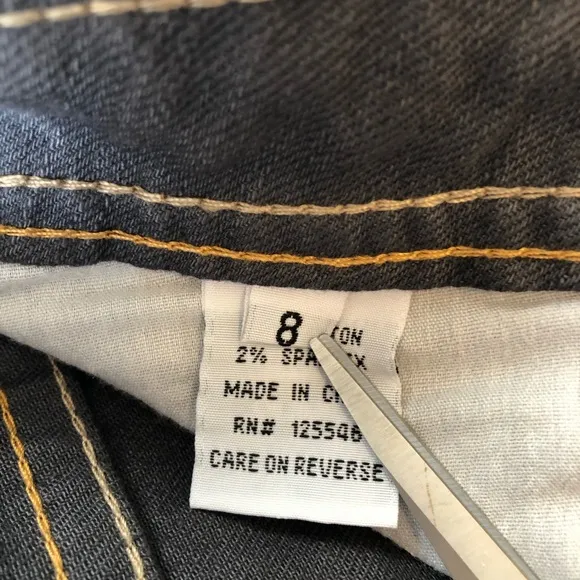 8
2%
MADE IN
RN# 125546
CARE ON REVERSE